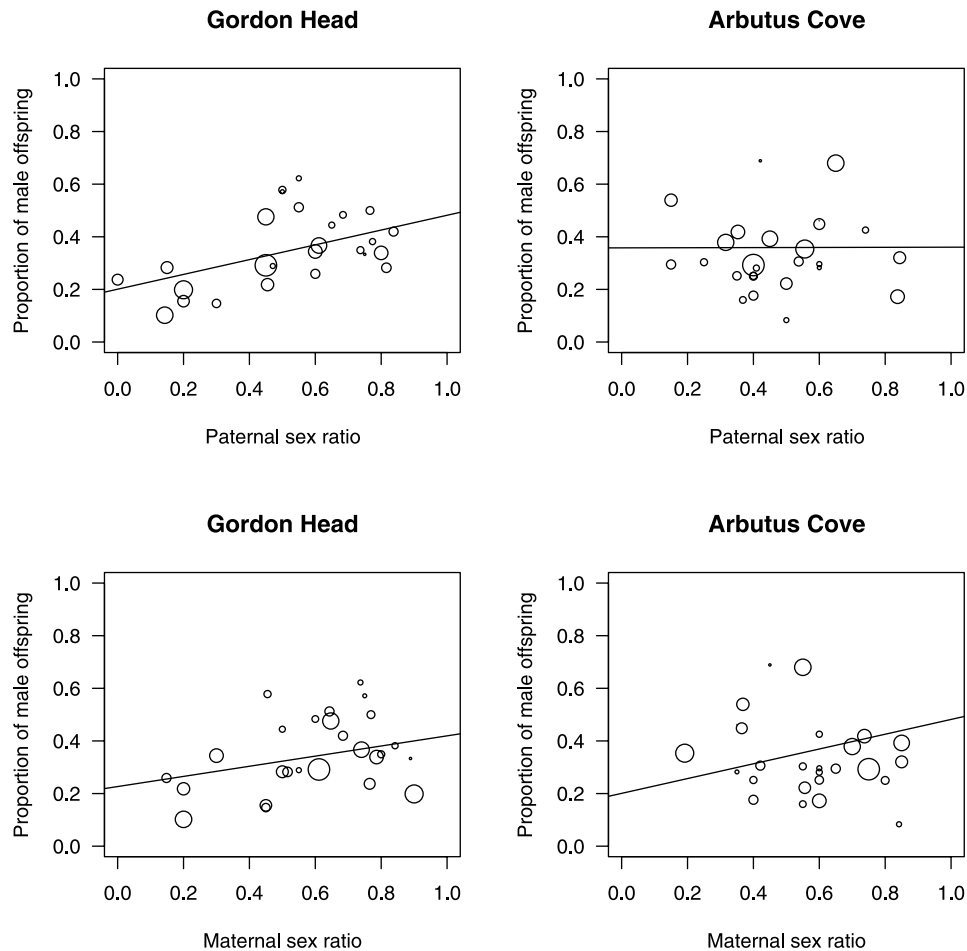 Gordon Head
Arbutus Cove
Proportion of male offspring
1.0
0.8
0.6
0.4
0.2
0.0
0.0 0.2 0.4 0.6 0.8 1.0
Paternal sex ratio
Proportion of male offspring
1.0
0.8
0.6
0.4
0.2
0.0
0.0 0.2 0.4 0.6 0.8 1.0
Paternal sex ratio
Gordon Head
Arbutus Cove
Proportion of male offspring
1.0
0.8
0.6
0.4
0.2
0.0
0.0 0.2 0.4 0.6 0.8 1.0
Maternal sex ratio
Proportion of male offspring
1.0
0.8
0.6
0.4
0.2
0.0
0.0 0.2 0.4 0.6 0.8 1.0
Maternal sex ratio